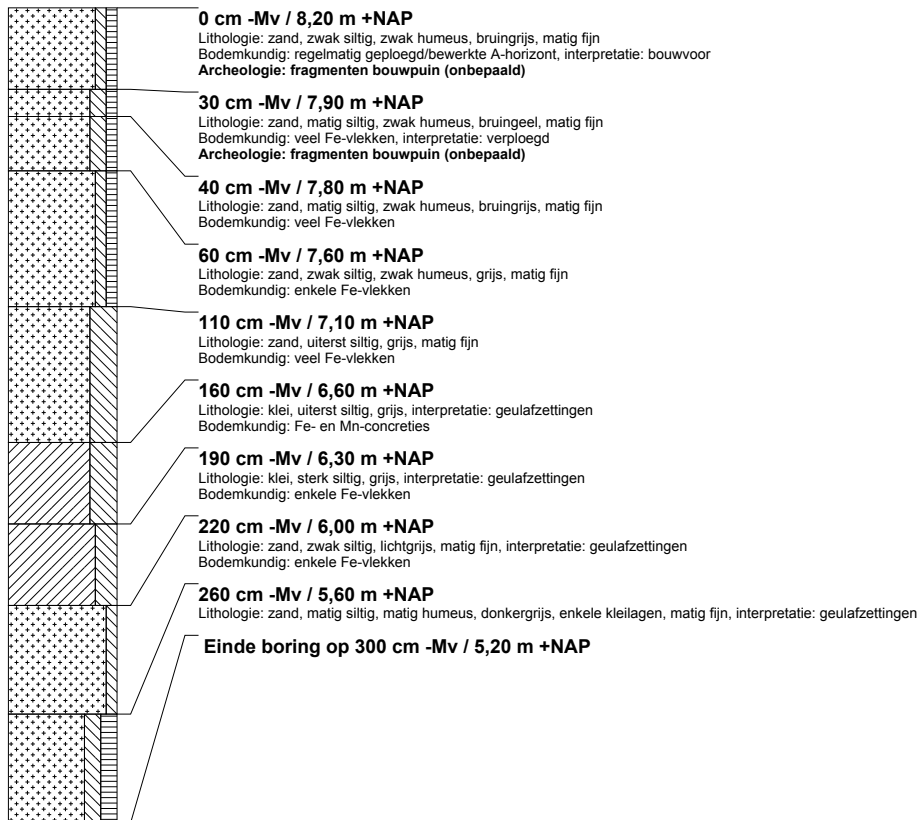 0 cm -Mv / 8,20 m +NAP
Lithologie: zand, zwak siltig, zwak humeus, bruingrijs, matig fijn
Bodemkundig: regelmatig geploegd/bewerkte A-horizont, interpretatie: bouwvoor
Archeologie: fragmenten bouwpuin (onbepaald)
30 cm -Mv / 7,90 m +NAP
Lithologie: zand, matig siltig, zwak humeus, bruingeel, matig fijn
Bodemkundig: veel Fe-vlekken, interpretatie: verploegd
Archeologie: fragmenten bouwpuin (onbepaald)
40 cm -Mv / 7,80 m +NAP
Lithologie: zand, matig siltig, zwak humeus, bruingrijs, matig fijn
Bodemkundig: veel Fe-vlekken
60 cm -Mv / 7,60 m +NAP
Lithologie: zand, zwak siltig, zwak humeus, grijs, matig fijn
Bodemkundig: enkele Fe-vlekken
110 cm -Mv / 7,10 m +NAP
Lithologie: zand, uiterst siltig, grijs, matig fijn
Bodemkundig: veel Fe-vlekken
160 cm -Mv / 6,60 m +NAP
Lithologie: klei, uiterst siltig, grijs, interpretatie: geulafzettingen
Bodemkundig: Fe- en Mn-concreties
190 cm -Mv / 6,30 m +NAP
Lithologie: klei, sterk siltig, grijs, interpretatie: geulafzettingen
Bodemkundig: enkele Fe-vlekken
220 cm -Mv / 6,00 m +NAP
Lithologie: zand, zwak siltig, lichtgrijs, matig fijn, interpretatie: geulafzettingen
Bodemkundig: enkele Fe-vlekken
260 cm -Mv / 5,60 m +NAP
Lithologie: zand, matig siltig, matig humeus, donkergrijs, enkele kleilagen, matig fijn, interpretatie: geulafzettingen
Einde boring op 300 cm -Mv / 5,20 m +NAP